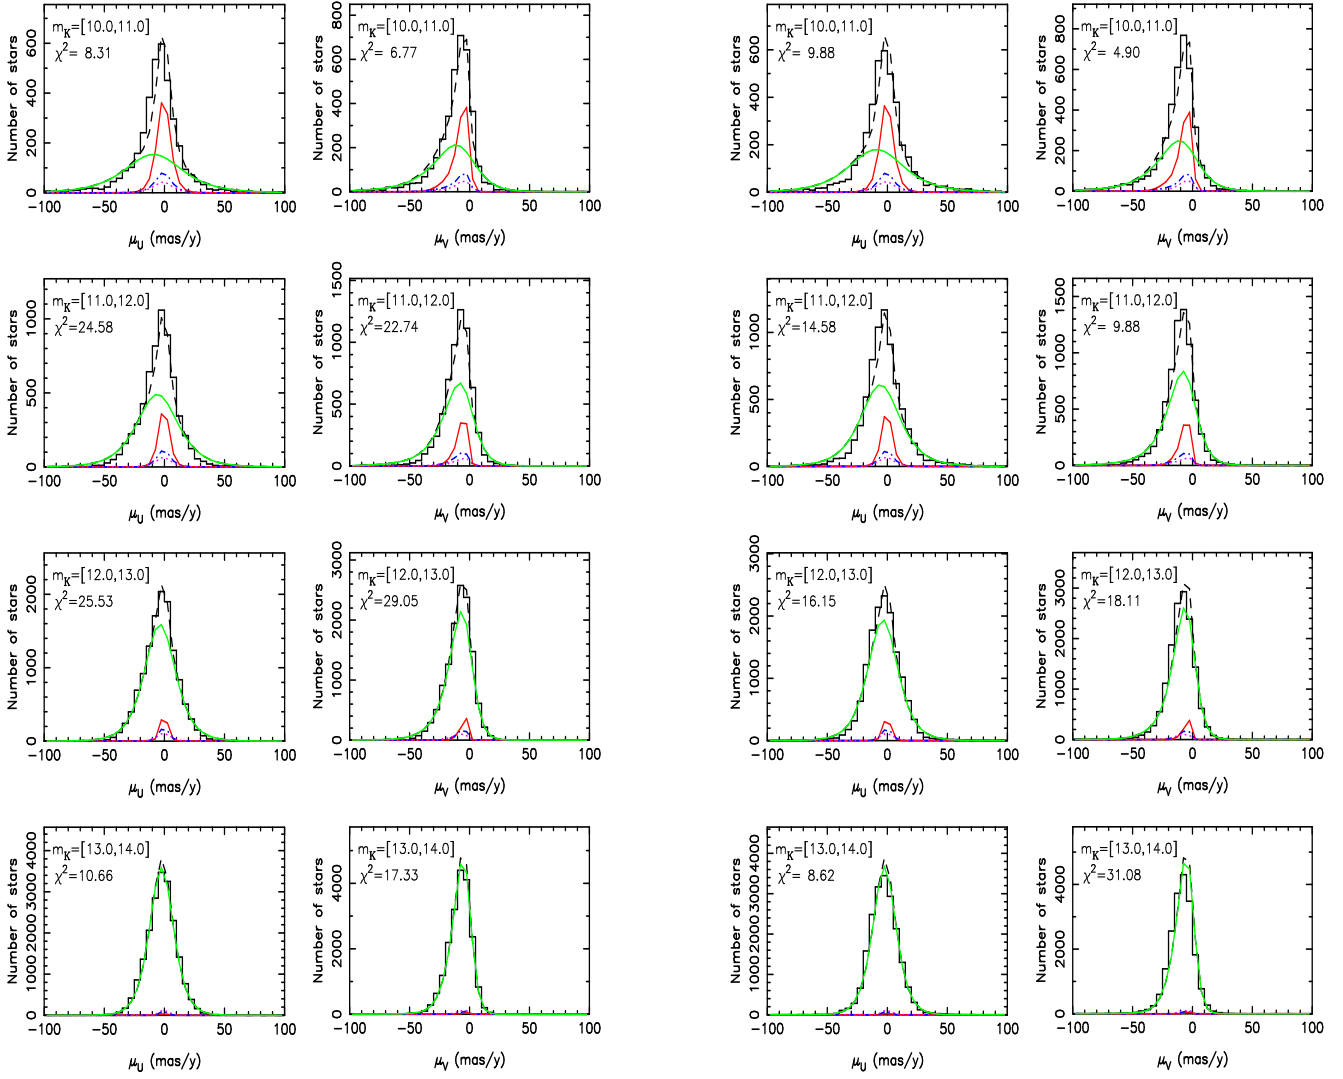 m_K=[10.0,11.0]
χ²= 8.31
Number of stars
0 200 400 600
−100 −50 0 50 100
μ_U (mas/y)
m_K=[10.0,11.0]
χ²= 6.77
Number of stars
0 200 400 600 800
−100 −50 0 50 100
μ_V (mas/y)
m_K=[10.0,11.0]
χ²= 9.88
Number of stars
0 200 400 600
−100 −50 0 50 100
μ_U (mas/y)
m_K=[10.0,11.0]
χ²= 4.90
Number of stars
0 200 400 600 800
−100 −50 0 50 100
μ_V (mas/y)
m_K=[11.0,12.0]
χ²=24.58
Number of stars
0 500 1000
−100 −50 0 50 100
μ_U (mas/y)
m_K=[11.0,12.0]
χ²=22.74
Number of stars
0 500 1000 1500
−100 −50 0 50 100
μ_V (mas/y)
m_K=[11.0,12.0]
χ²=14.58
Number of stars
0 500 1000
−100 −50 0 50 100
μ_U (mas/y)
m_K=[11.0,12.0]
χ²= 9.88
Number of stars
0 500 1000 1500
−100 −50 0 50 100
μ_V (mas/y)
m_K=[12.0,13.0]
χ²=25.53
Number of stars
0 1000 2000
−100 −50 0 50 100
μ_U (mas/y)
m_K=[12.0,13.0]
χ²=29.05
Number of stars
0 1000 2000 3000
−100 −50 0 50 100
μ_V (mas/y)
m_K=[12.0,13.0]
χ²=16.15
Number of stars
0 1000 2000 3000
−100 −50 0 50 100
μ_U (mas/y)
m_K=[12.0,13.0]
χ²=18.11
Number of stars
0 1000 2000 3000
−100 −50 0 50 100
μ_V (mas/y)
m_K=[13.0,14.0]
χ²=10.66
Number of stars
0 1000 2000 3000 4000
−100 −50 0 50 100
μ_U (mas/y)
m_K=[13.0,14.0]
χ²=17.33
Number of stars
0 2000 4000
−100 −50 0 50 100
μ_V (mas/y)
m_K=[13.0,14.0]
χ²= 8.62
Number of stars
0 1000 2000 3000 4000
−100 −50 0 50 100
μ_U (mas/y)
m_K=[13.0,14.0]
χ²=31.08
Number of stars
0 2000 4000
−100 −50 0 50 100
μ_V (mas/y)